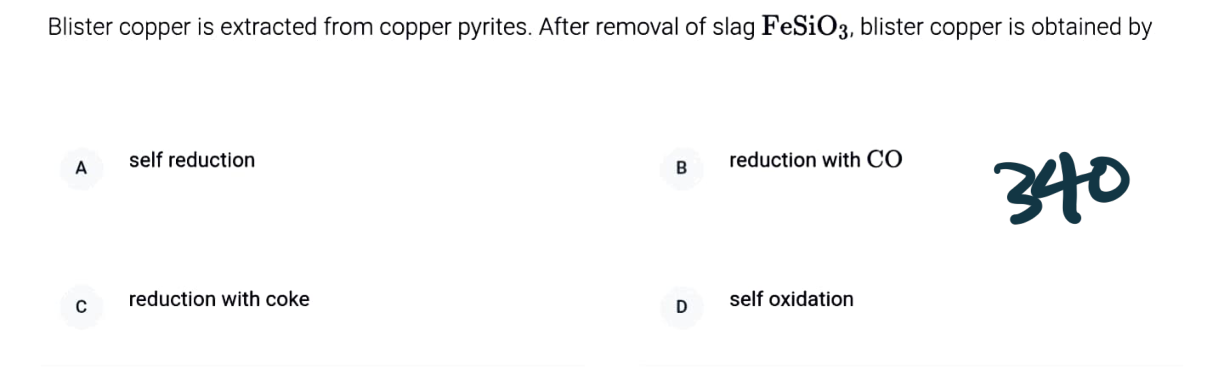 Blister copper is extracted from copper pyrites. After removal of slag FeSiO₃, blister copper is obtained by
A self reduction
B reduction with CO
340
C reduction with coke
D self oxidation